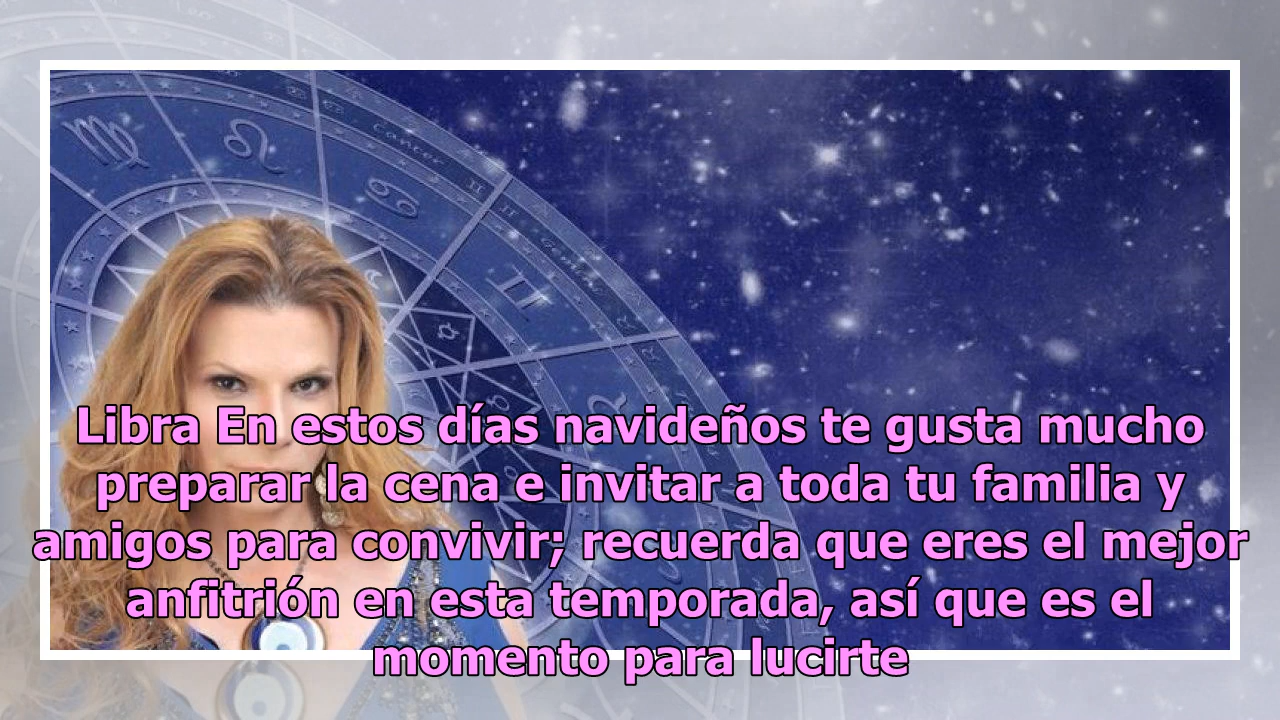 cancer
Libra En estos días navideños te gusta mucho
preparar la cena e invitar a toda tu familia y
amigos para convivir; recuerda que eres el mejor
anfitrión en esta temporada, así que es el
momento para lucirte